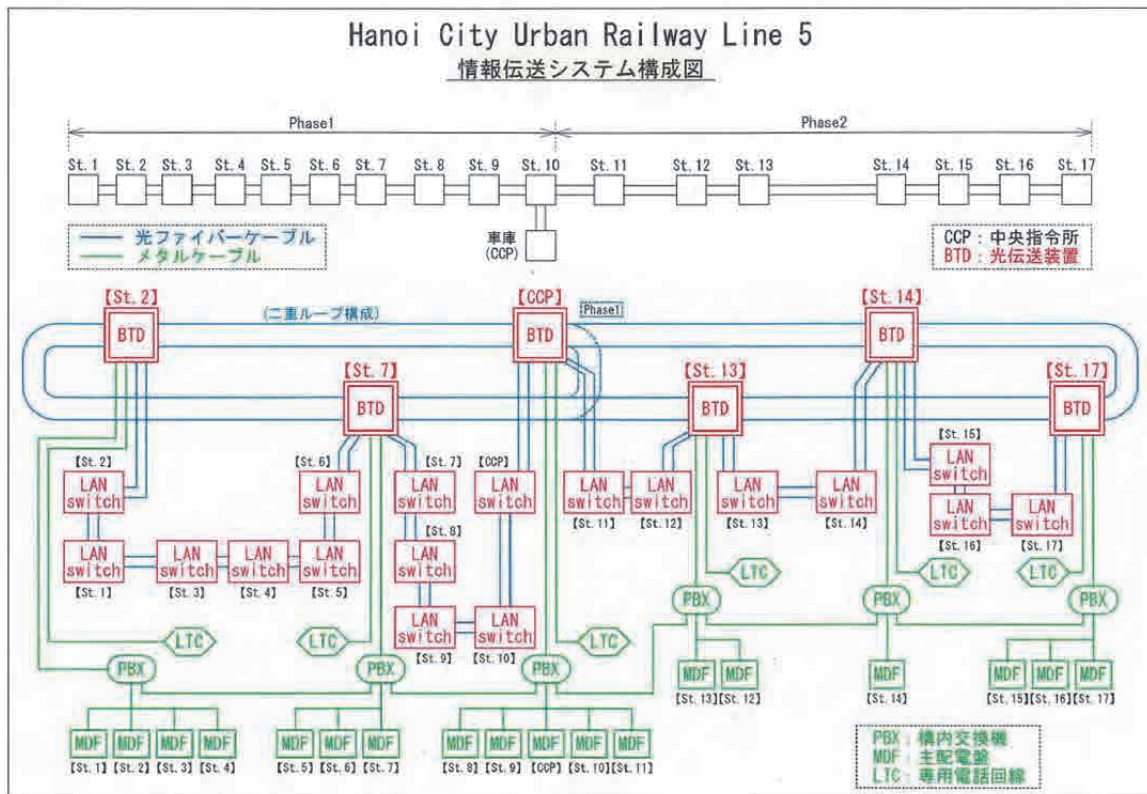 Hanoi City Urban Railway Line 5
情報伝送システム構成図
Phase1 Phase2
St. 1 St. 2 St. 3 St. 4 St. 5 St. 6 St. 7 St. 8 St. 9 St. 10 St. 11 St. 12 St. 13 St. 14 St. 15 St. 16 St. 17
光ファイバーケーブル
メタルケーブル
車庫
(CCP)
CCP：中央指令所
BTD：光伝送装置
【St. 2】 【CCP】 【St. 14】
(二重ループ構成) Phase1
BTD BTD BTD
【St. 7】 【St. 13】 【St. 17】
BTD BTD BTD
【St. 2】 【St. 6】 【St. 7】 【CCP】 【St. 15】
LAN switch LAN switch LAN switch LAN switch LAN switch LAN switch LAN switch LAN switch LAN switch
【St. 11】 【St. 12】 【St. 13】 【St. 14】
LAN switch LAN switch
【St. 16】 【St. 17】
【St. 8】
LAN switch LAN switch LAN switch LAN switch LAN switch
【St. 1】 【St. 3】 【St. 4】 【St. 5】
LTC LTC LTC
PBX PBX PBX
LAN switch LAN switch
【St. 9】 【St. 10】
LTC LTC LTC
PBX PBX PBX
MDF MDF MDF MDF MDF MDF
【St. 13】 【St. 12】 【St. 14】 【St. 15】 【St. 16】 【St. 17】
MDF MDF MDF MDF MDF MDF MDF MDF MDF MDF MDF MDF
【St. 1】 【St. 2】 【St. 3】 【St. 4】 【St. 5】 【St. 6】 【St. 7】 【St. 8】 【St. 9】 【CCP】 【St. 10】 【St. 11】
PBX：構内交換機
MDF：主配電盤
LTC：専用電話回線